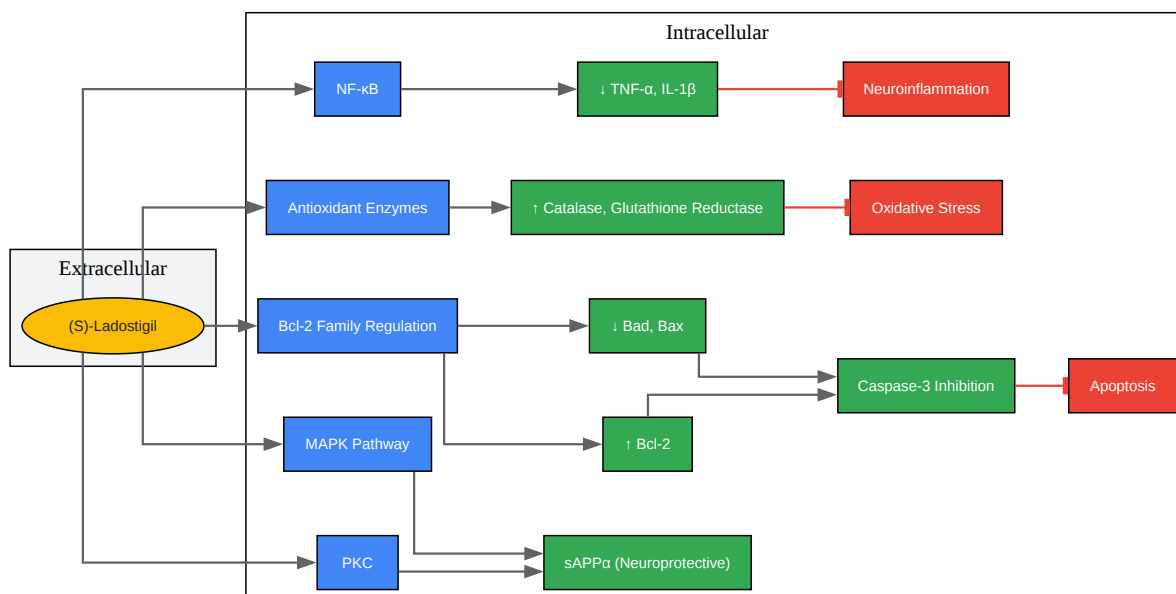 Intracellular
NF-κB
↓ TNF-α, IL-1β
Neuroinflammation
Antioxidant Enzymes
↑ Catalase, Glutathione Reductase
Oxidative Stress
Extracellular
(S)-Ladostigil
Bcl-2 Family Regulation
↓ Bad, Bax
Caspase-3 Inhibition
Apoptosis
MAPK Pathway
↑ Bcl-2
PKC
sAPPα (Neuroprotective)